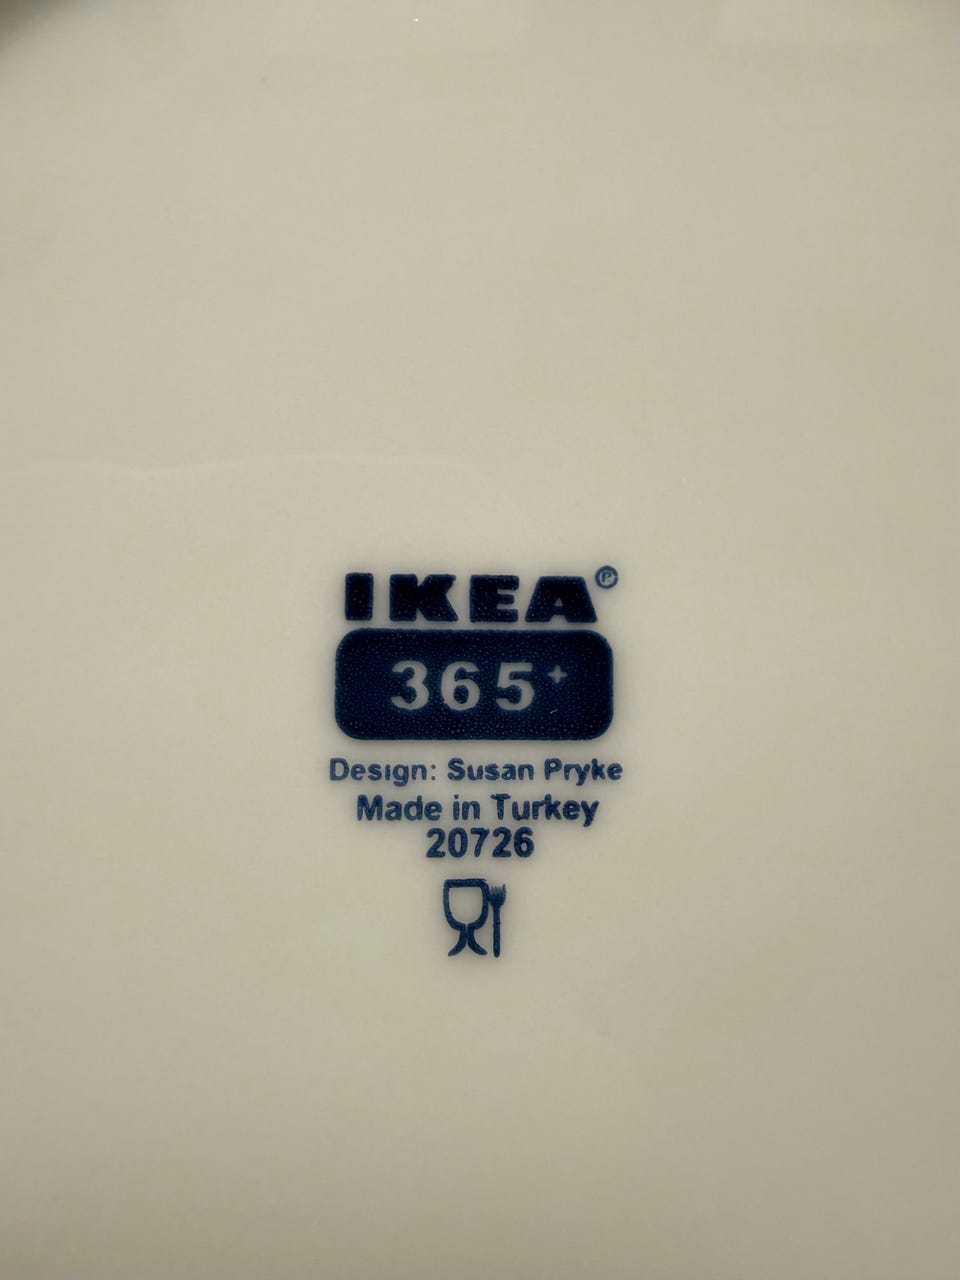 IKEA®
365+
Design: Susan Pryke
Made in Turkey
20726